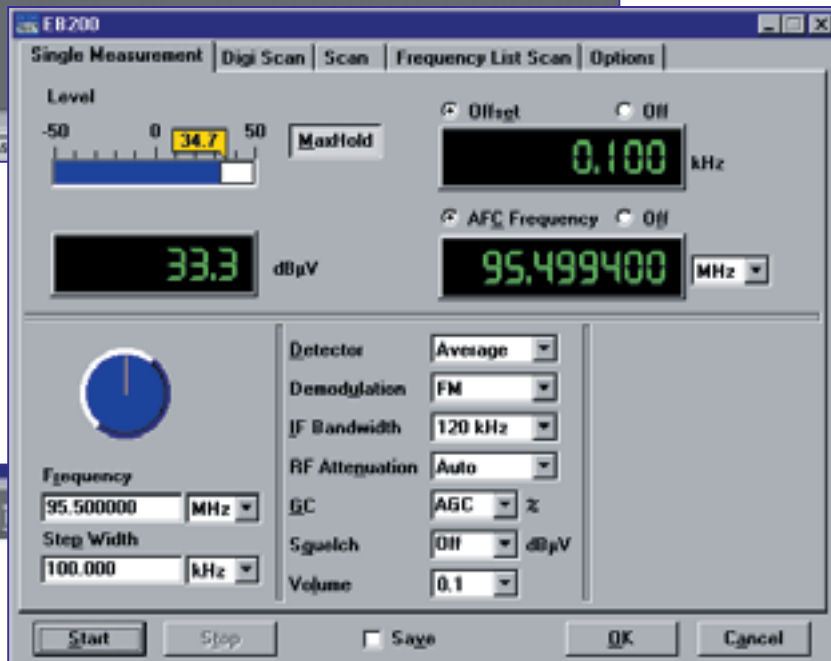 EB200
Single Measurement Digi Scan Scan Frequency List Scan Options
Level
-50 0 34.7 50
MaxHold
Offset Off
0.100 kHz
AFC Frequency Off
33.3 dBµV
95.499400 MHz
Detector Average
Demodulation FM
IF Bandwidth 120 kHz
RF Attenuation Auto
GC AGC %
Squelch Off dBµV
Volume 0.1
Frequency
95.500000 MHz
Step Width
100.000 kHz
Start Stop Save OK Cancel